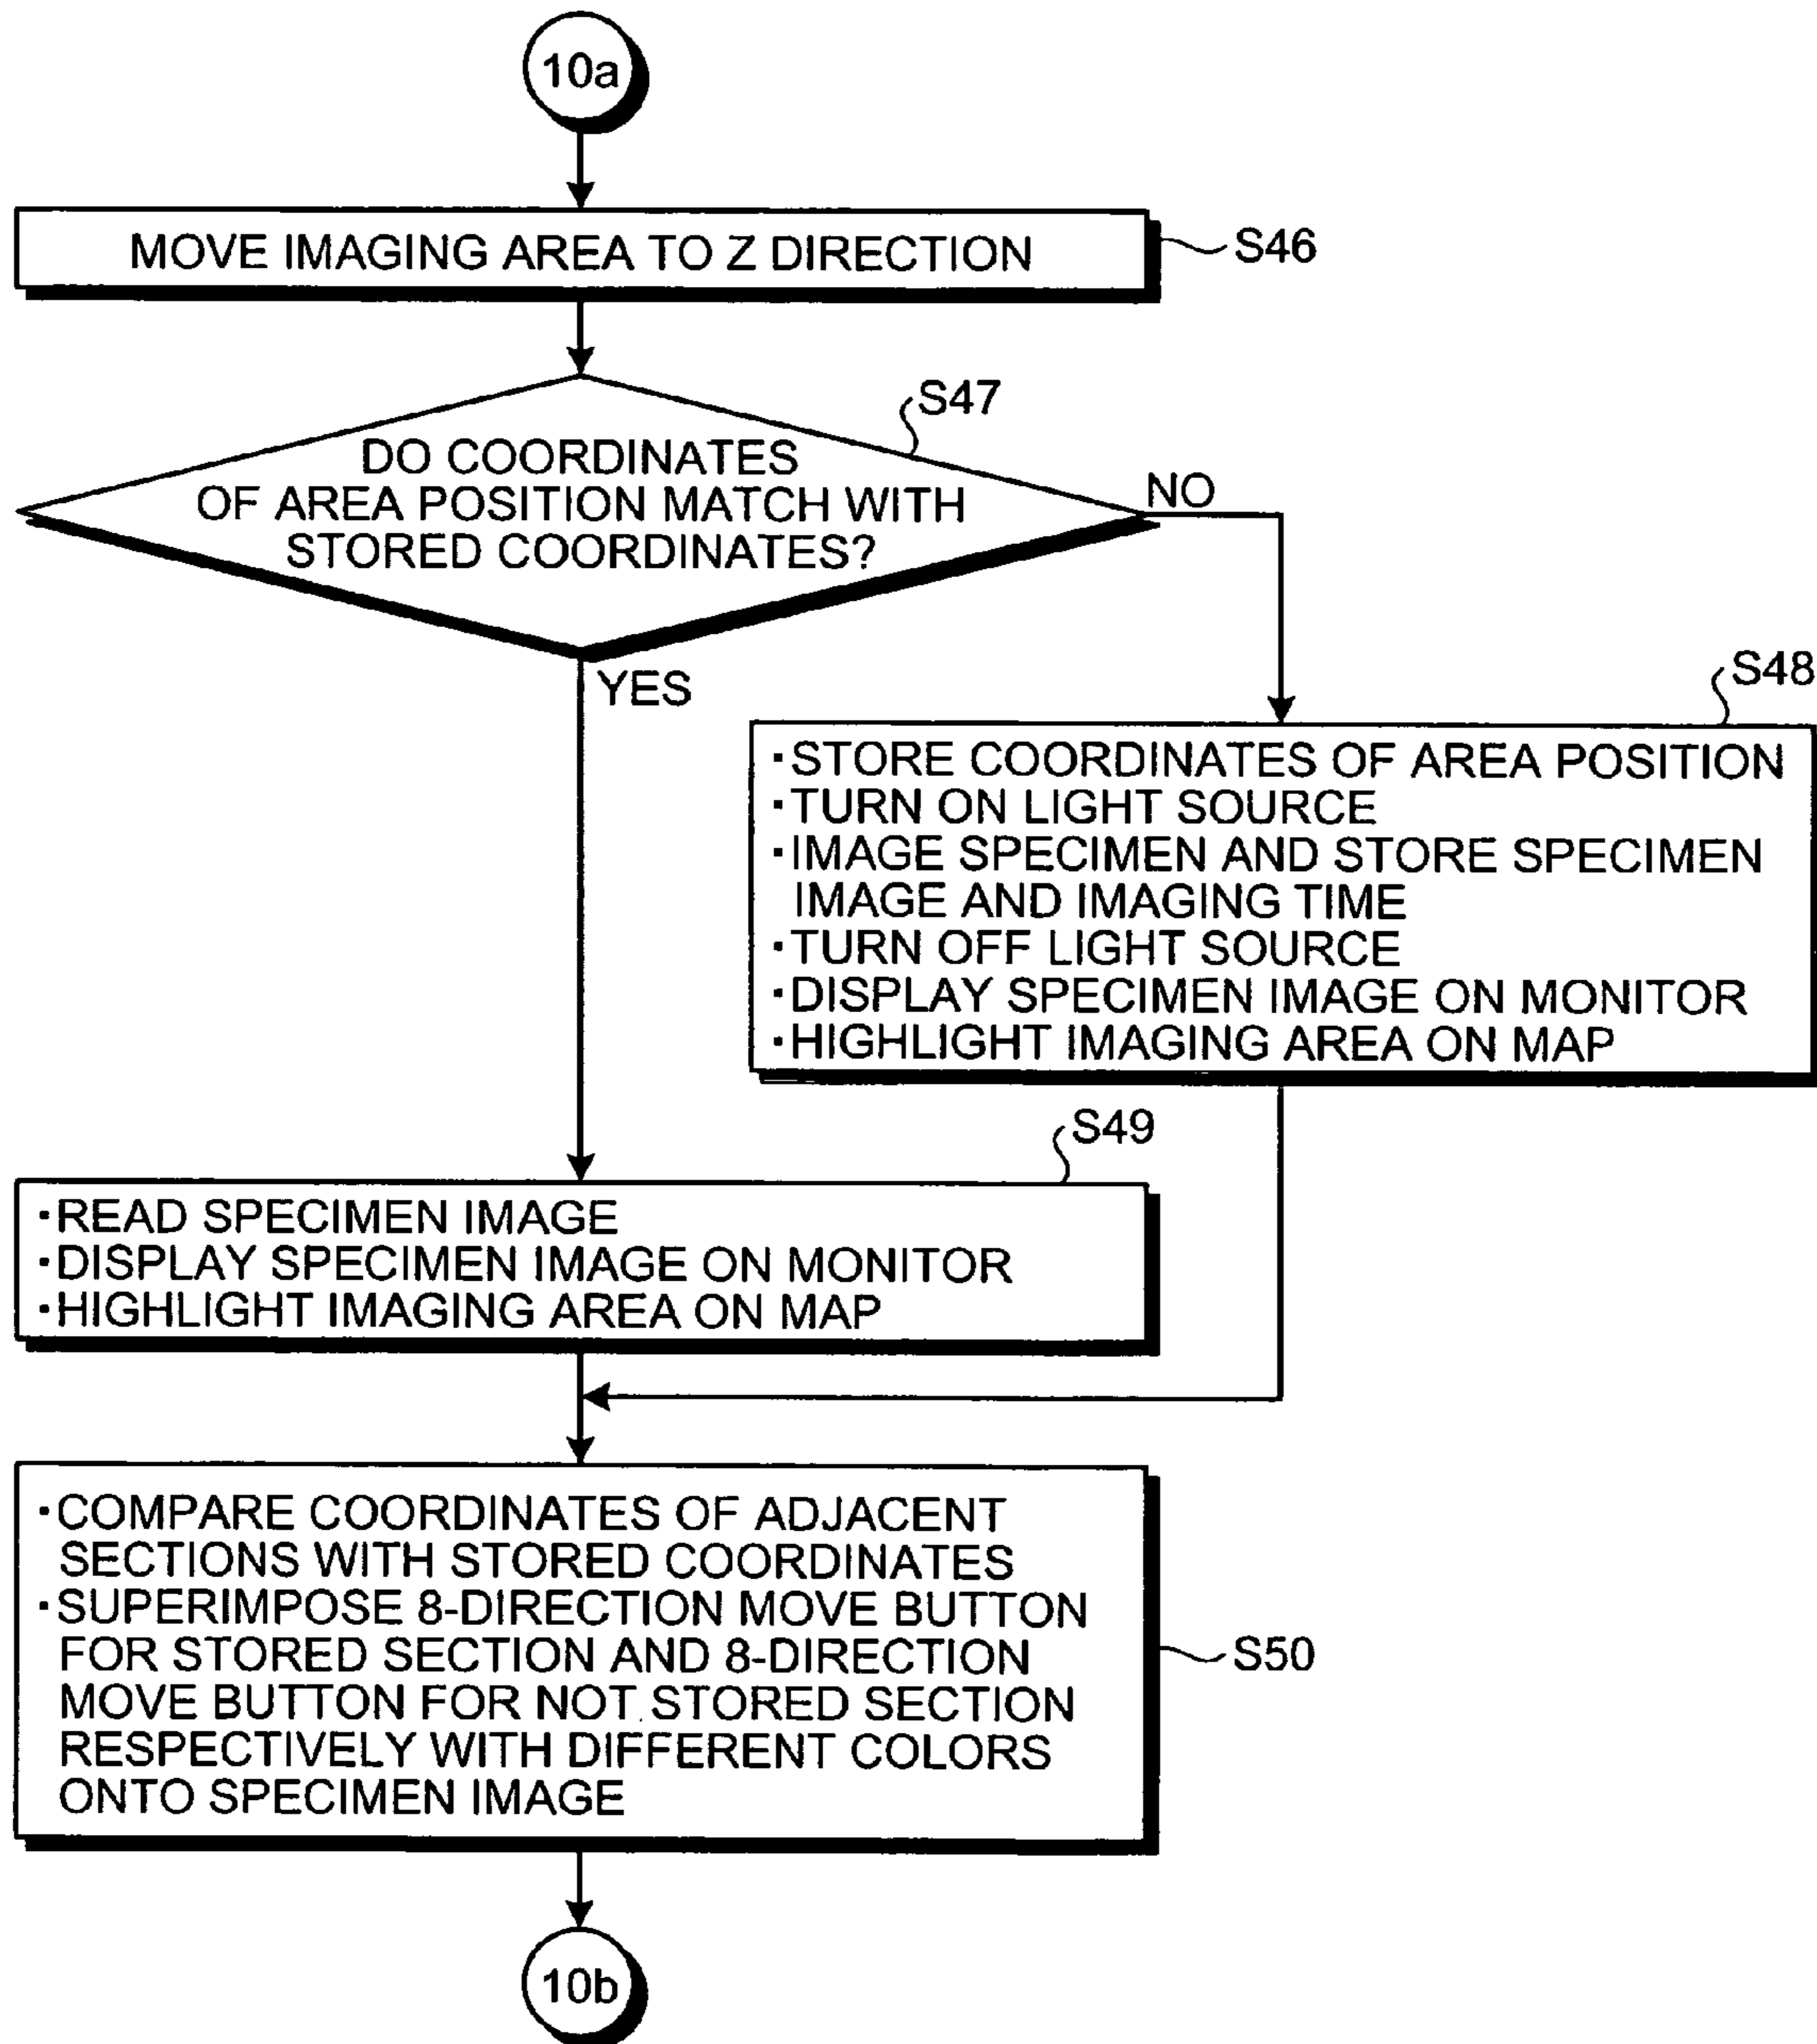 10a
MOVE IMAGING AREA TO Z DIRECTION
S46
S47
DO COORDINATES
OF AREA POSITION MATCH WITH
STORED COORDINATES?
NO
YES
S48
·STORE COORDINATES OF AREA POSITION
·TURN ON LIGHT SOURCE
·IMAGE SPECIMEN AND STORE SPECIMEN
IMAGE AND IMAGING TIME
·TURN OFF LIGHT SOURCE
·DISPLAY SPECIMEN IMAGE ON MONITOR
·HIGHLIGHT IMAGING AREA ON MAP
S49
·READ SPECIMEN IMAGE
·DISPLAY SPECIMEN IMAGE ON MONITOR
·HIGHLIGHT IMAGING AREA ON MAP
·COMPARE COORDINATES OF ADJACENT
SECTIONS WITH STORED COORDINATES
·SUPERIMPOSE 8-DIRECTION MOVE BUTTON
FOR STORED SECTION AND 8-DIRECTION
MOVE BUTTON FOR NOT STORED SECTION
RESPECTIVELY WITH DIFFERENT COLORS
ONTO SPECIMEN IMAGE
S50
10b